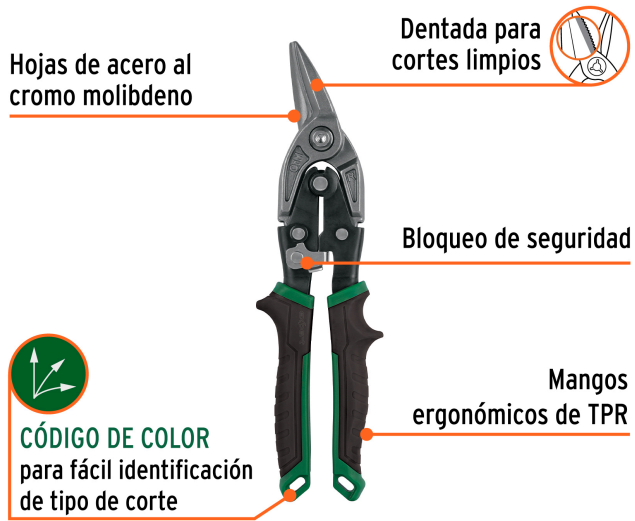 Hojas de acero al
cromo molibdeno
Dentada para
cortes limpios
Bloqueo de seguridad
Mangos
ergonómicos de TPR
CÓDIGO DE COLOR
para fácil identificación
de tipo de corte